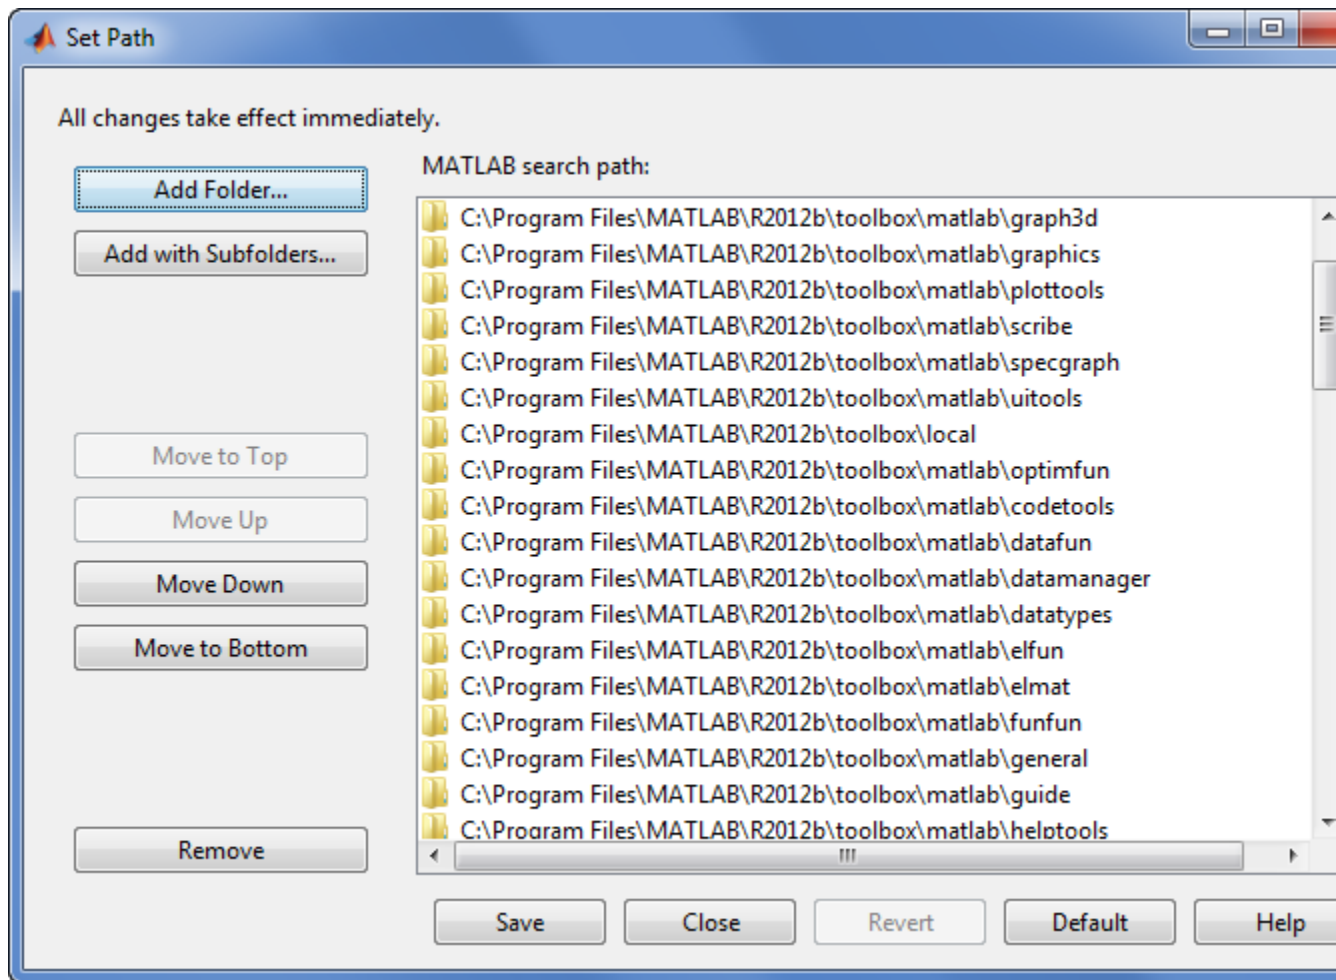 Set Path
All changes take effect immediately.
Add Folder...
Add with Subfolders...
Move to Top
Move Up
Move Down
Move to Bottom
Remove
MATLAB search path:
C:\Program Files\MATLAB\R2012b\toolbox\matlab\graph3d
C:\Program Files\MATLAB\R2012b\toolbox\matlab\graphics
C:\Program Files\MATLAB\R2012b\toolbox\matlab\plottools
C:\Program Files\MATLAB\R2012b\toolbox\matlab\scribe
C:\Program Files\MATLAB\R2012b\toolbox\matlab\specgraph
C:\Program Files\MATLAB\R2012b\toolbox\matlab\uitools
C:\Program Files\MATLAB\R2012b\toolbox\local
C:\Program Files\MATLAB\R2012b\toolbox\matlab\optimfun
C:\Program Files\MATLAB\R2012b\toolbox\matlab\codetools
C:\Program Files\MATLAB\R2012b\toolbox\matlab\datafun
C:\Program Files\MATLAB\R2012b\toolbox\matlab\datamanager
C:\Program Files\MATLAB\R2012b\toolbox\matlab\datatypes
C:\Program Files\MATLAB\R2012b\toolbox\matlab\elfun
C:\Program Files\MATLAB\R2012b\toolbox\matlab\elmat
C:\Program Files\MATLAB\R2012b\toolbox\matlab\funfun
C:\Program Files\MATLAB\R2012b\toolbox\matlab\general
C:\Program Files\MATLAB\R2012b\toolbox\matlab\guide
C:\Program Files\MATLAB\R2012b\toolbox\matlab\helptools
Save Close Revert Default Help